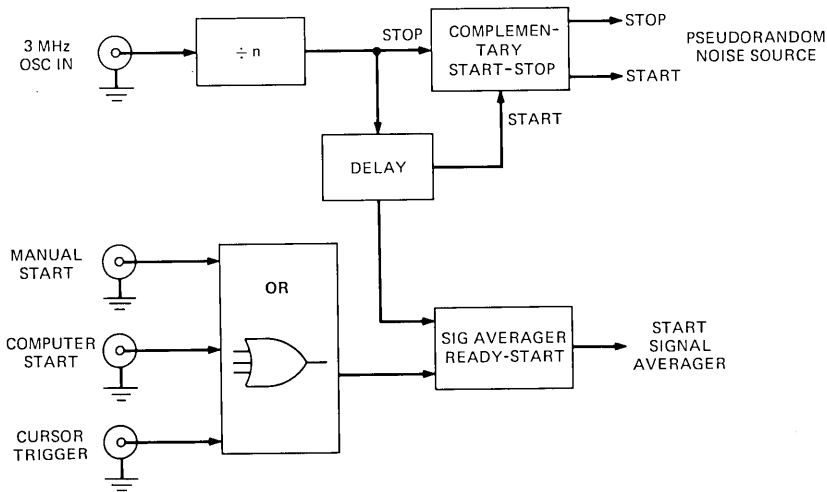 3 MHz
OSC IN
÷ n
STOP
COMPLEMEN-
TARY
START-STOP
STOP
START
PSEUDORANDOM
NOISE SOURCE
START
DELAY
MANUAL
START
COMPUTER
START
CURSOR
TRIGGER
OR
SIG AVERAGER
READY-START
START
SIGNAL
AVERAGER